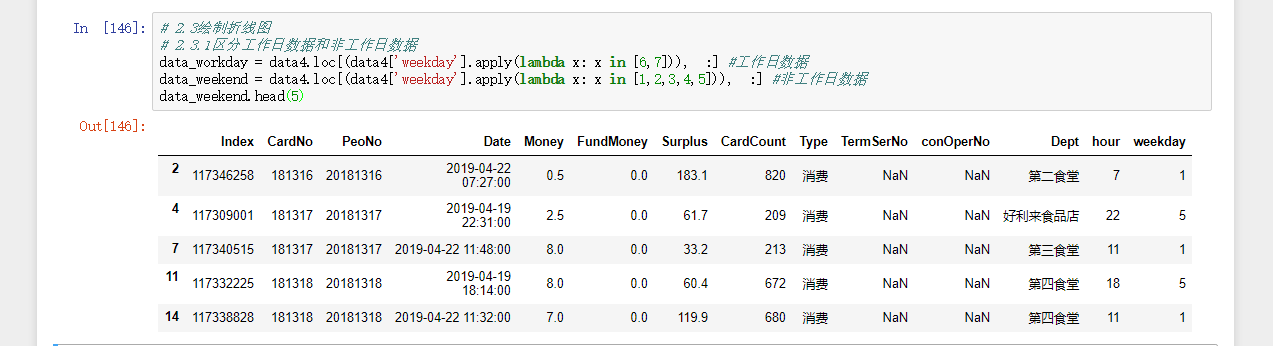 In [146]:
# 2.3绘制折线图
# 2.3.1区分工作日数据和非工作日数据
data_workday = data4.loc[(data4['weekday'].apply(lambda x: x in [6,7])), :] #工作日数据
data_weekend = data4.loc[(data4['weekday'].apply(lambda x: x in [1,2,3,4,5])), :] #非工作日数据
data_weekend.head(5)
Out[146]:
Index CardNo PeoNo Date Money FundMoney Surplus CardCount Type TermSerNo conOperNo Dept hour weekday
2 117346258 181316 20181316 2019-04-22 07:27:00 0.5 0.0 183.1 820 消费 NaN NaN 第二食堂 7 1
4 117309001 181317 20181317 2019-04-19 22:31:00 2.5 0.0 61.7 209 消费 NaN NaN 好利来食品店 22 5
7 117340515 181317 20181317 2019-04-22 11:48:00 8.0 0.0 33.2 213 消费 NaN NaN 第三食堂 11 1
11 117332225 181318 20181318 2019-04-19 18:14:00 8.0 0.0 60.4 672 消费 NaN NaN 第四食堂 18 5
14 117338828 181318 20181318 2019-04-22 11:32:00 7.0 0.0 119.9 680 消费 NaN NaN 第四食堂 11 1